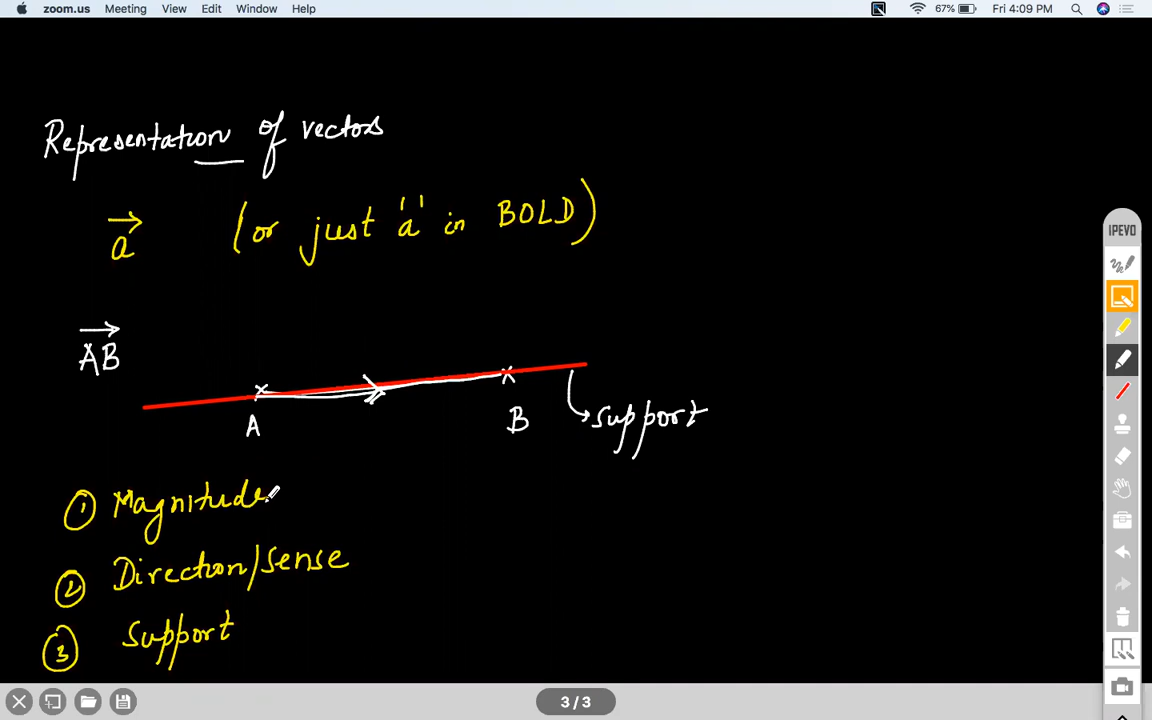 zoom.us Meeting View Edit Window Help 67% Fri 4:09 PM
Representation of vectors
a (or just 'a' in BOLD)
IPEVO
AB
A B support
① Magnitude
② Direction/Sense
③ Support
3/3